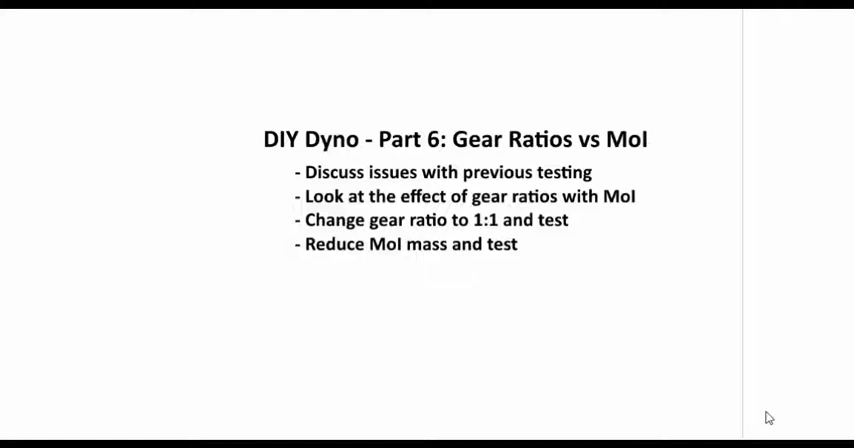 DIY Dyno - Part 6: Gear Ratios vs MoI
- Discuss issues with previous testing
- Look at the effect of gear ratios with MoI
- Change gear ratio to 1:1 and test
- Reduce MoI mass and test